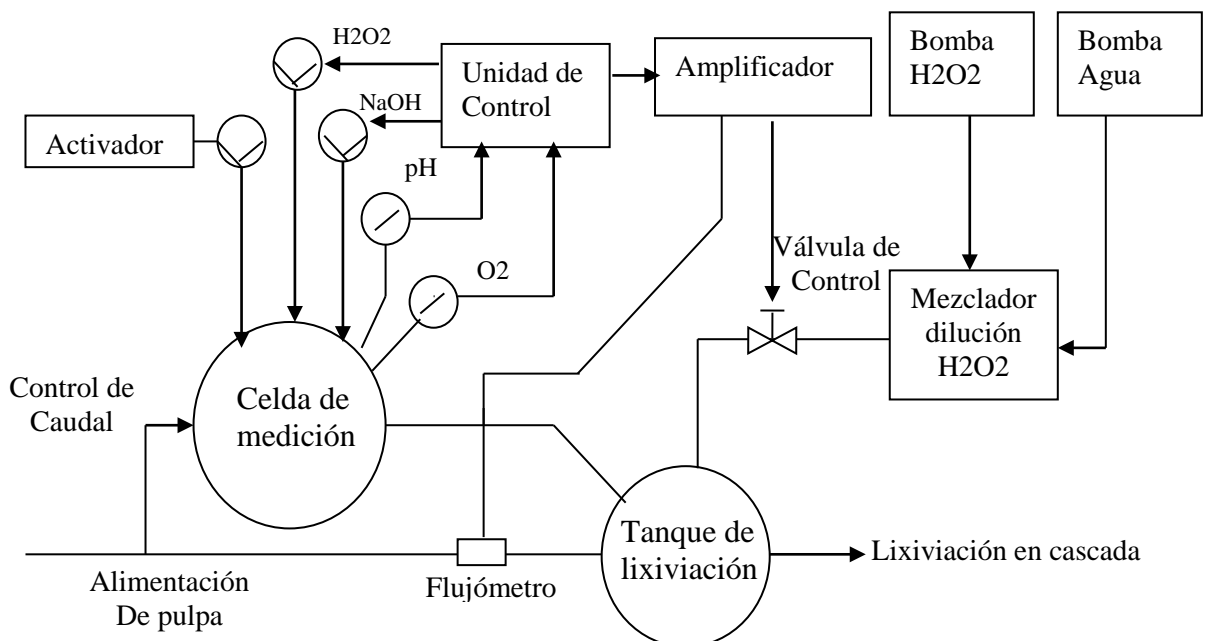 H2O2
Unidad de
Control
Amplificador
Bomba
H2O2
Bomba
Agua
NaOH
Activador
pH
O2
Válvula de
Control
Mezclador
dilución
H2O2
Control de
Caudal
Celda de
medición
Tanque de
lixiviación
Lixiviación en cascada
Alimentación
De pulpa
Flujómetro